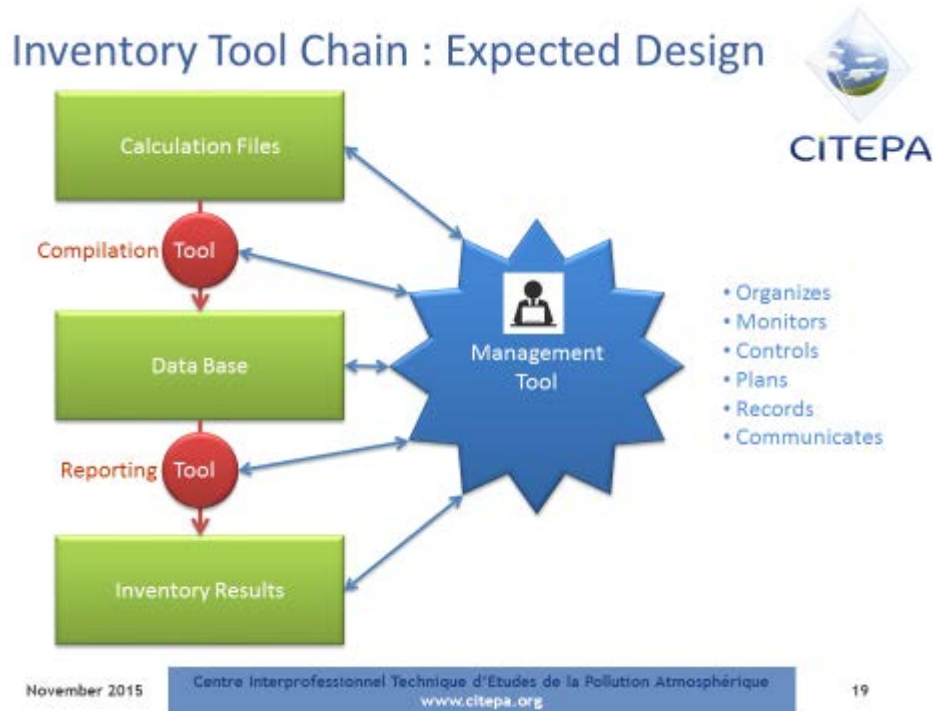 Inventory Tool Chain : Expected Design
CiTEPA
Calculation Files
Compilation
Tool
Data Base
Reporting
Tool
Inventory Results
Management
Tool
• Organizes
• Monitors
• Controls
• Plans
• Records
• Communicates
November 2015
Centre Interprofessionnel Technique d'Etudes de la Pollution Atmosphérique
www.citepa.org
19